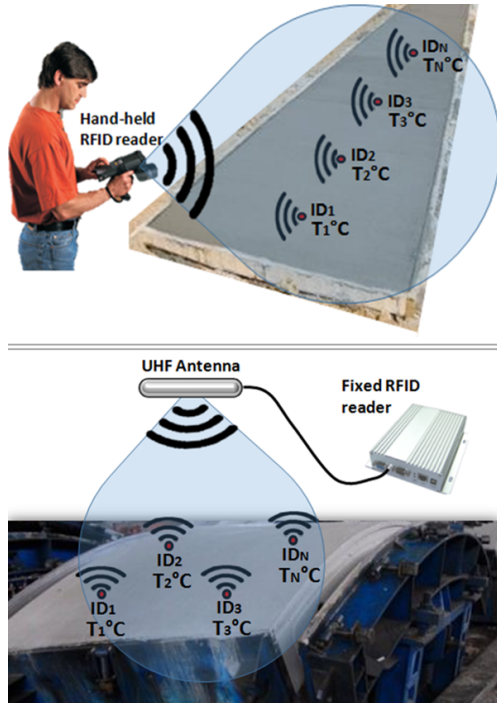 IDN
TN°C
Hand-held
RFID reader
ID3
T3°C
ID2
T2°C
ID1
T1°C
UHF Antenna
Fixed RFID
reader
ID2
T2°C
IDN
TN°C
ID1
T1°C
ID3
T3°C